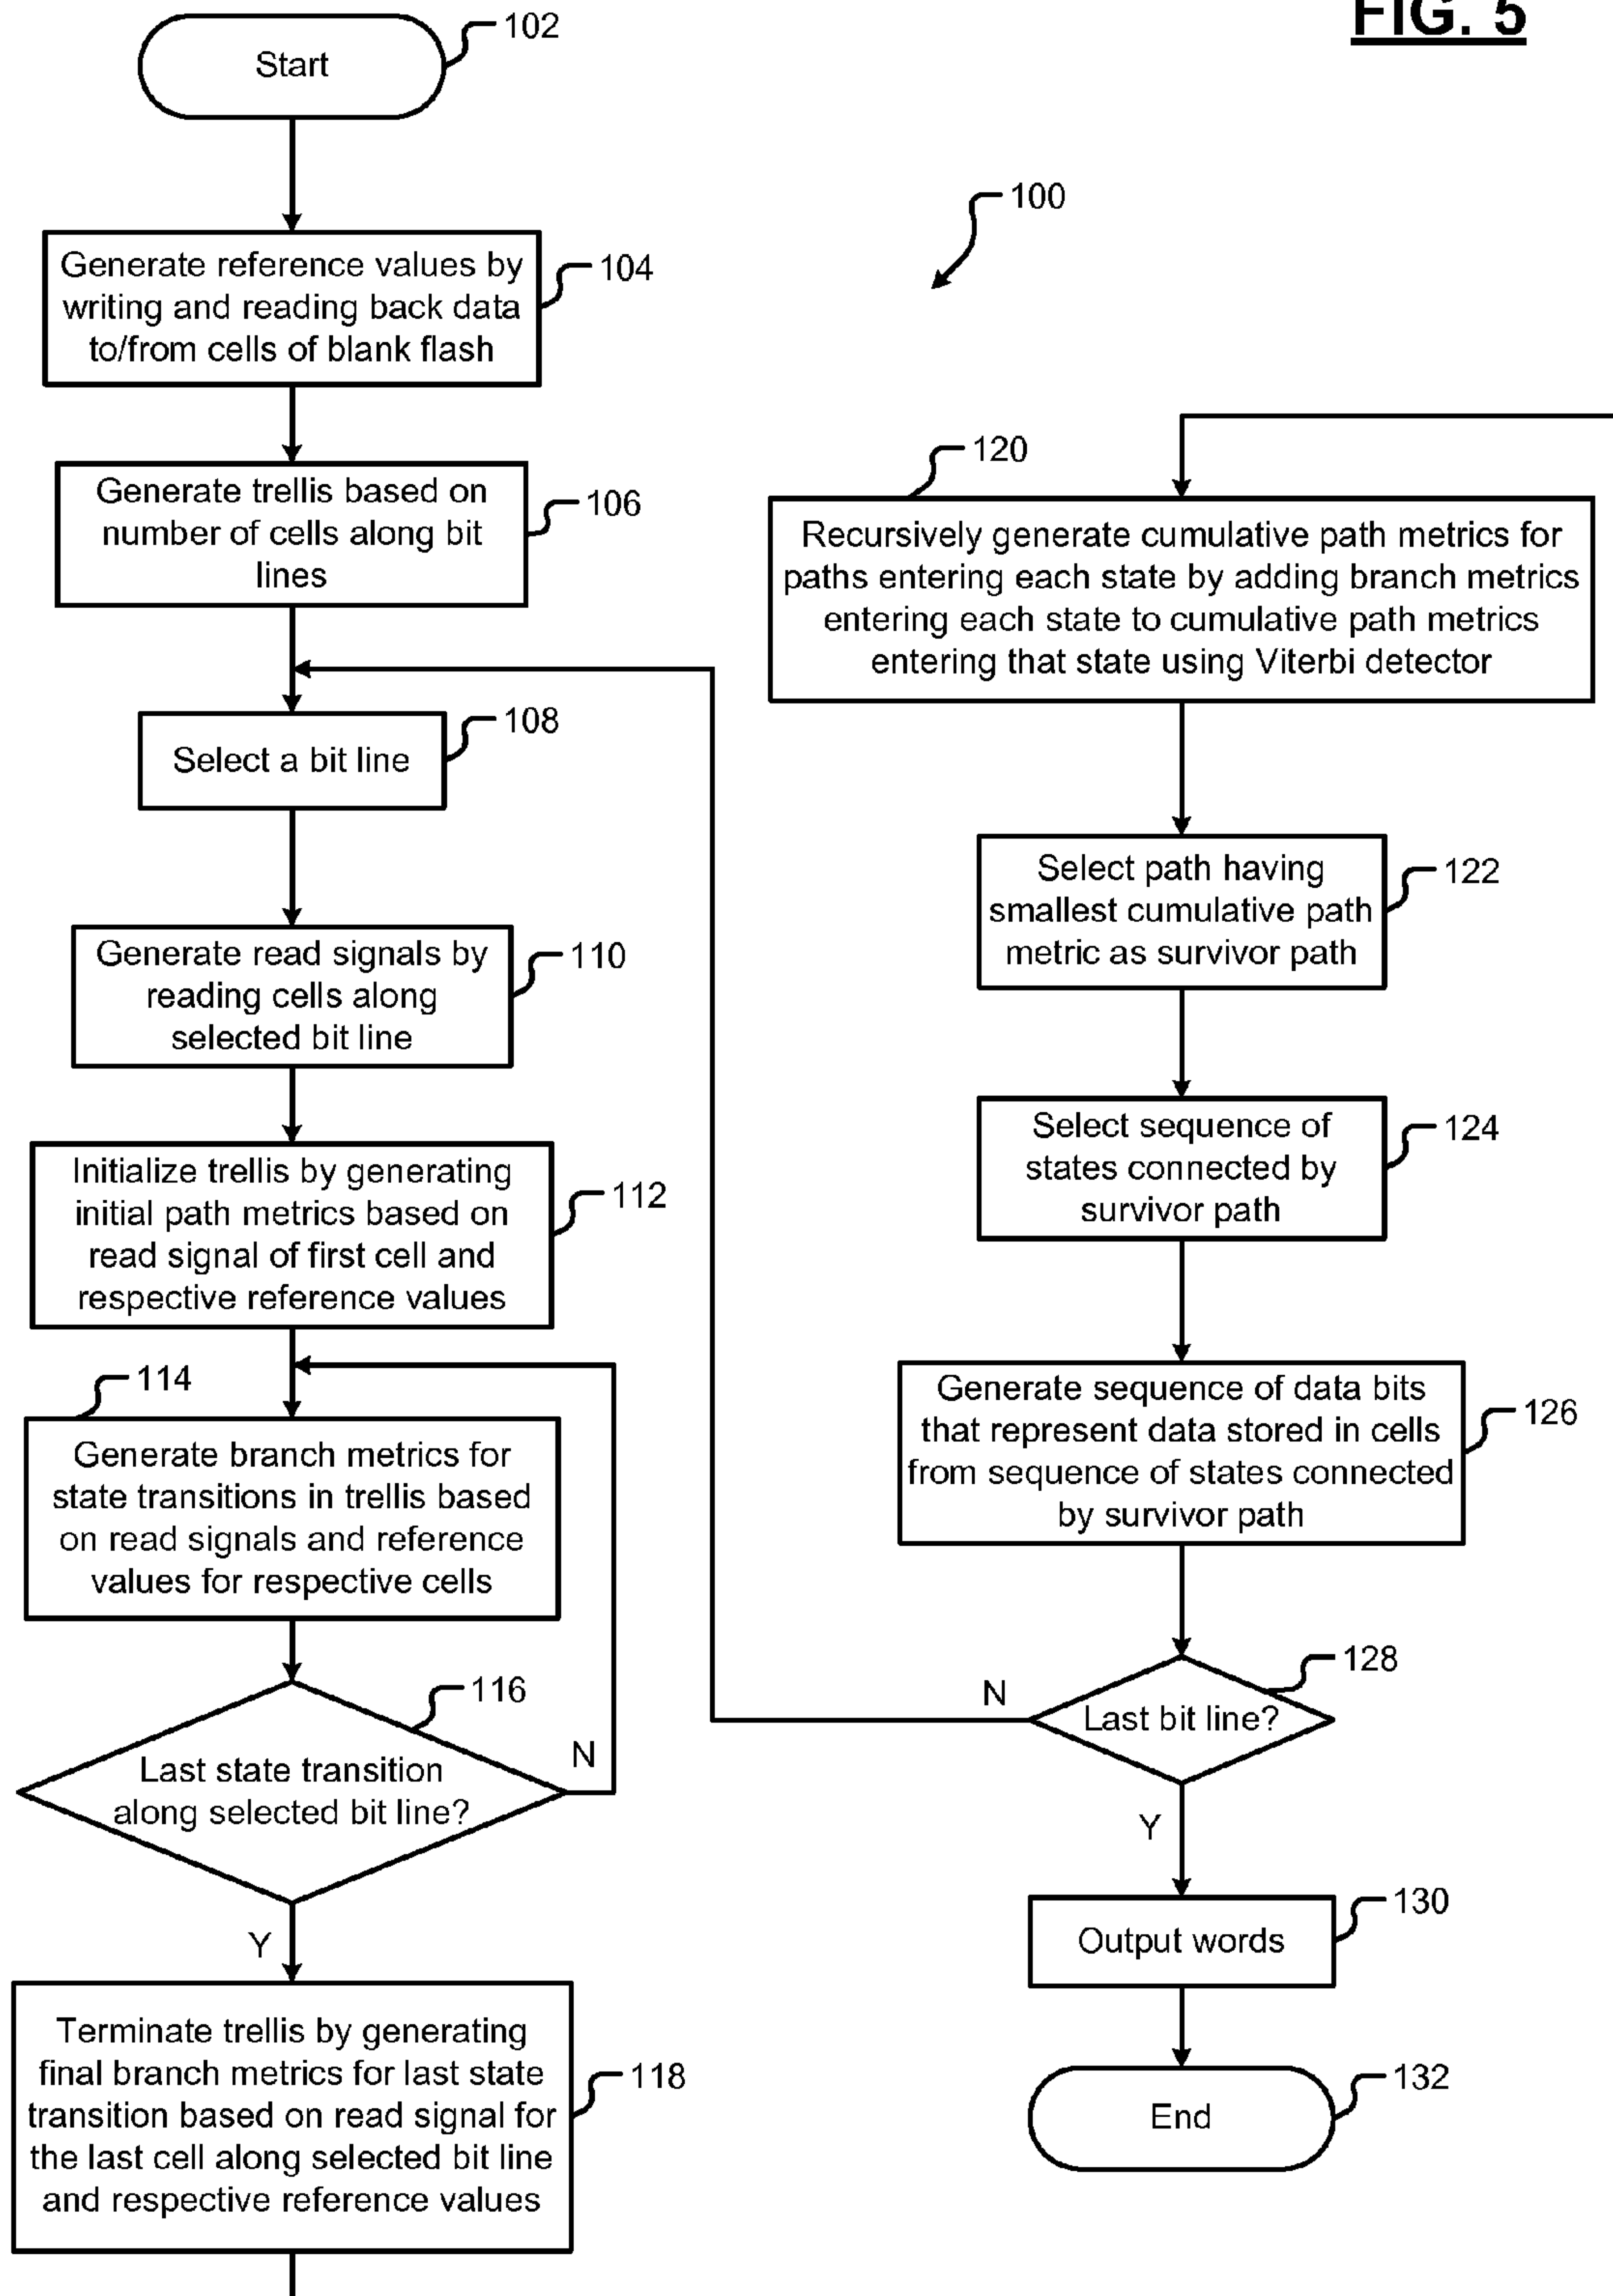 FIG. 5
102
Start
100
Generate reference values by
writing and reading back data
to/from cells of blank flash
104
Generate trellis based on
number of cells along bit
lines
106
Select a bit line
108
Generate read signals by
reading cells along
selected bit line
110
Initialize trellis by generating
initial path metrics based on
read signal of first cell and
respective reference values
112
114
Generate branch metrics for
state transitions in trellis based
on read signals and reference
values for respective cells
116
Last state transition
along selected bit line?
N
Y
Terminate trellis by generating
final branch metrics for last state
transition based on read signal for
the last cell along selected bit line
and respective reference values
118
120
Recursively generate cumulative path metrics for
paths entering each state by adding branch metrics
entering each state to cumulative path metrics
entering that state using Viterbi detector
Select path having
smallest cumulative path
metric as survivor path
122
Select sequence of
states connected by
survivor path
124
Generate sequence of data bits
that represent data stored in cells
from sequence of states connected
by survivor path
126
128
Last bit line?
N
Y
Output words
130
End
132